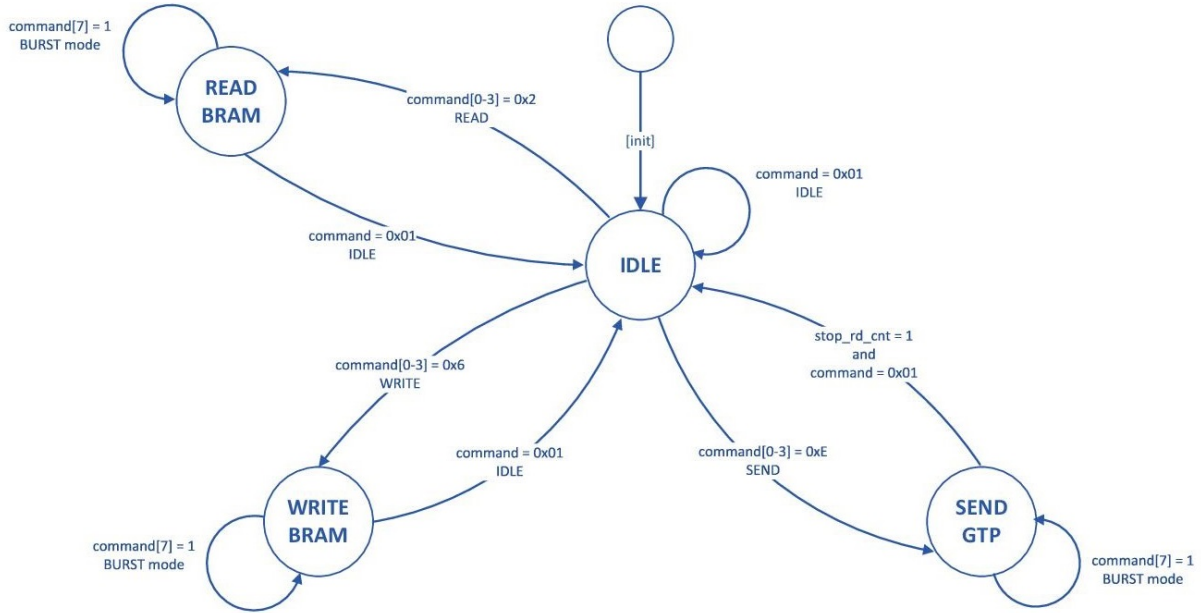 command[7] = 1
BURST mode
READ
BRAM
command[0-3] = 0x2
READ
[init]
command = 0x01
IDLE
command = 0x01
IDLE
IDLE
stop_rd_cnt = 1
and
command = 0x01
command[0-3] = 0x6
WRITE
command = 0x01
IDLE
command[0-3] = 0xE
SEND
WRITE
BRAM
command[7] = 1
BURST mode
SEND
GTP
command[7] = 1
BURST mode